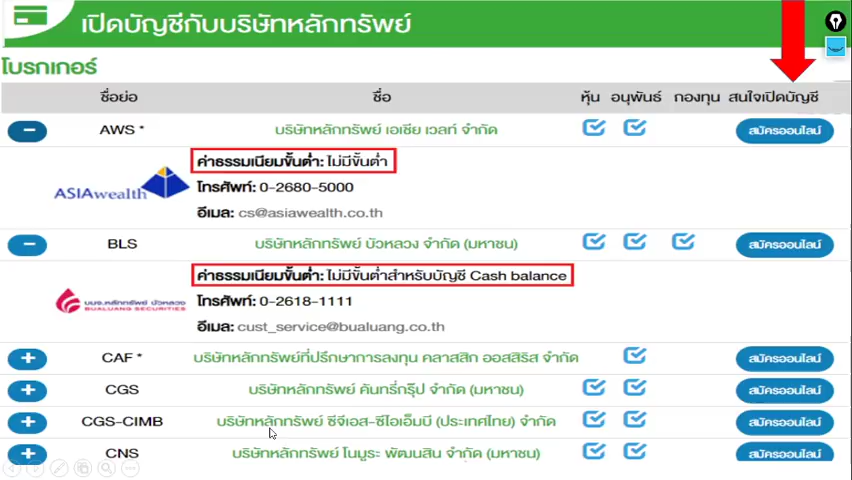 เปิดบัญชีกับบริษัทหลักทรัพย์
โบรกเกอร์
ชื่อย่อ ชื่อ หุ้น อนุพันธ์ กองทุน สนใจเปิดบัญชี
AWS * บริษัทหลักทรัพย์ เอเชีย เวลท์ จำกัด สมัครออนไลน์
ค่าธรรมเนียมขั้นต่ำ: ไม่มีขั้นต่ำ
ASIAwealth โทรศัพท์: 0-2680-5000
อีเมล: cs@asiawealth.co.th
BLS บริษัทหลักทรัพย์ บัวหลวง จำกัด (มหาชน) สมัครออนไลน์
ค่าธรรมเนียมขั้นต่ำ: ไม่มีขั้นต่ำสำหรับบัญชี Cash balance
บมจ.หลักทรัพย์ บัวหลวง โทรศัพท์: 0-2618-1111
BUALUANG SECURITIES
อีเมล: cust_service@bualuang.co.th
CAF * บริษัทหลักทรัพย์ที่ปรึกษาการลงทุน คลาสสิก ออสสิริส จำกัด สมัครออนไลน์
CGS บริษัทหลักทรัพย์ คันทรี่กรุ๊ป จำกัด (มหาชน) สมัครออนไลน์
CGS-CIMB บริษัทหลักทรัพย์ ซีจีเอส-ซีไอเอ็มบี (ประเทศไทย) จำกัด สมัครออนไลน์
CNS บริษัทหลักทรัพย์ โนมูระ พัฒนสิน จำกัด (มหาชน) สมัครออนไลน์